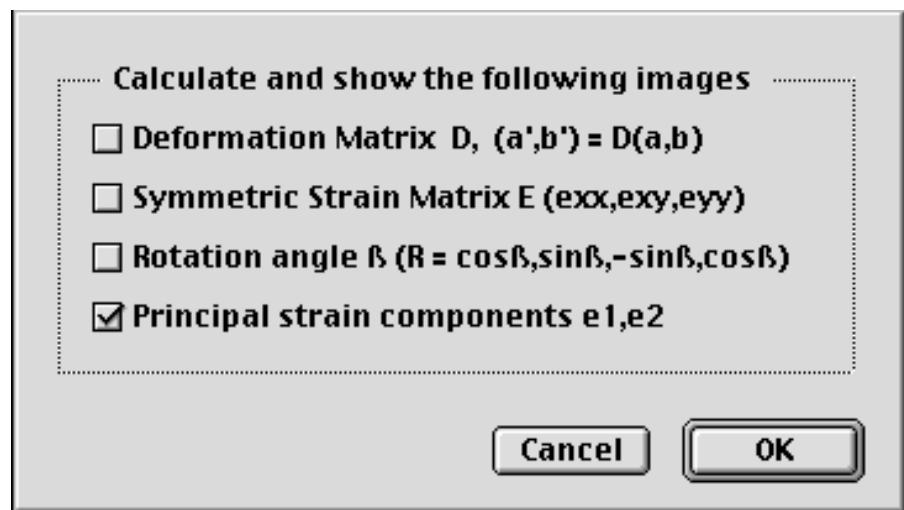 Calculate and show the following images
Deformation Matrix D, (a',b') = D(a,b)
Symmetric Strain Matrix E (exx,exy,eyy)
Rotation angle ß (R = cosß,sinß,-sinß,cosß)
Principal strain components e1,e2
Cancel OK